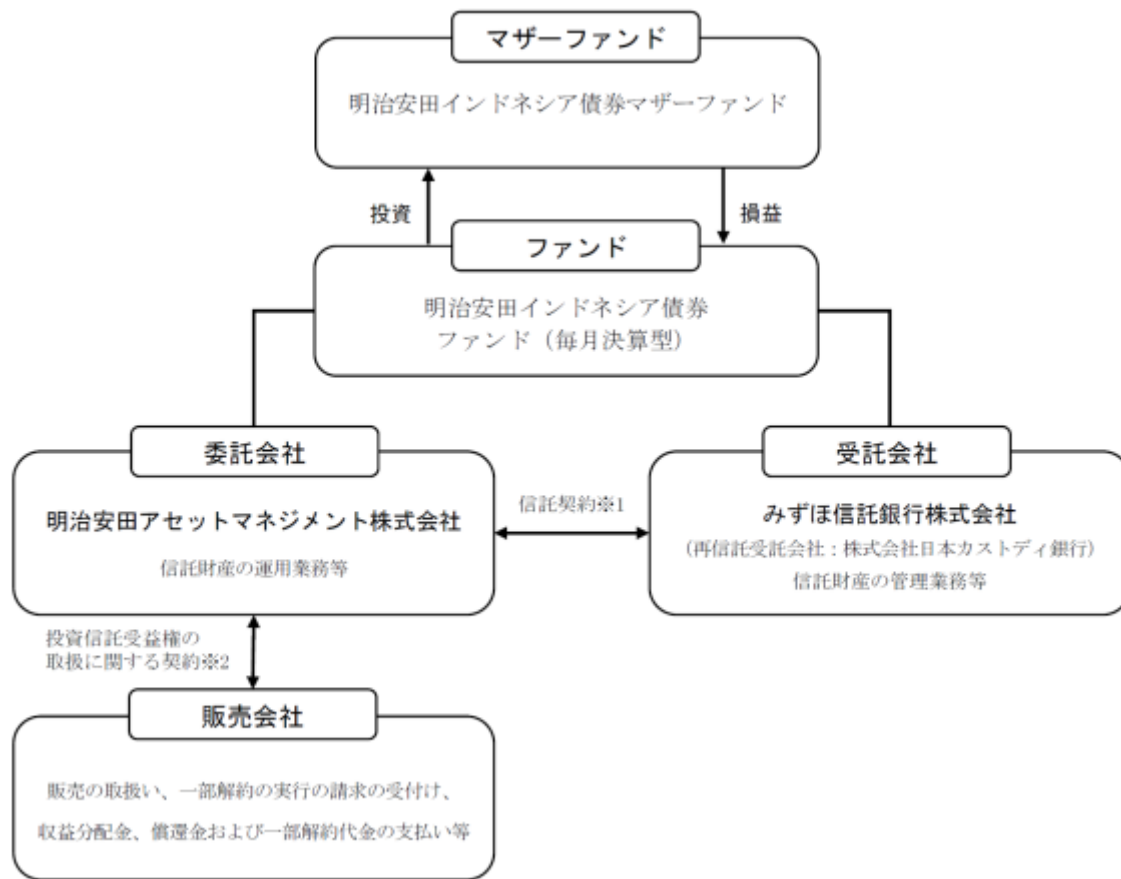 マザーファンド
明治安田インドネシア債券マザーファンド
投資
損益
ファンド
明治安田インドネシア債券
ファンド（毎月決算型）
委託会社
明治安田アセットマネジメント株式会社
信託財産の運用業務等
信託契約※1
受託会社
みずほ信託銀行株式会社
（再信託受託会社：株式会社日本カストディ銀行）
信託財産の管理業務等
投資信託受益権の
取扱に関する契約※2
販売会社
販売の取扱い、一部解約の実行の請求の受付け、
収益分配金、償還金および一部解約代金の支払い等